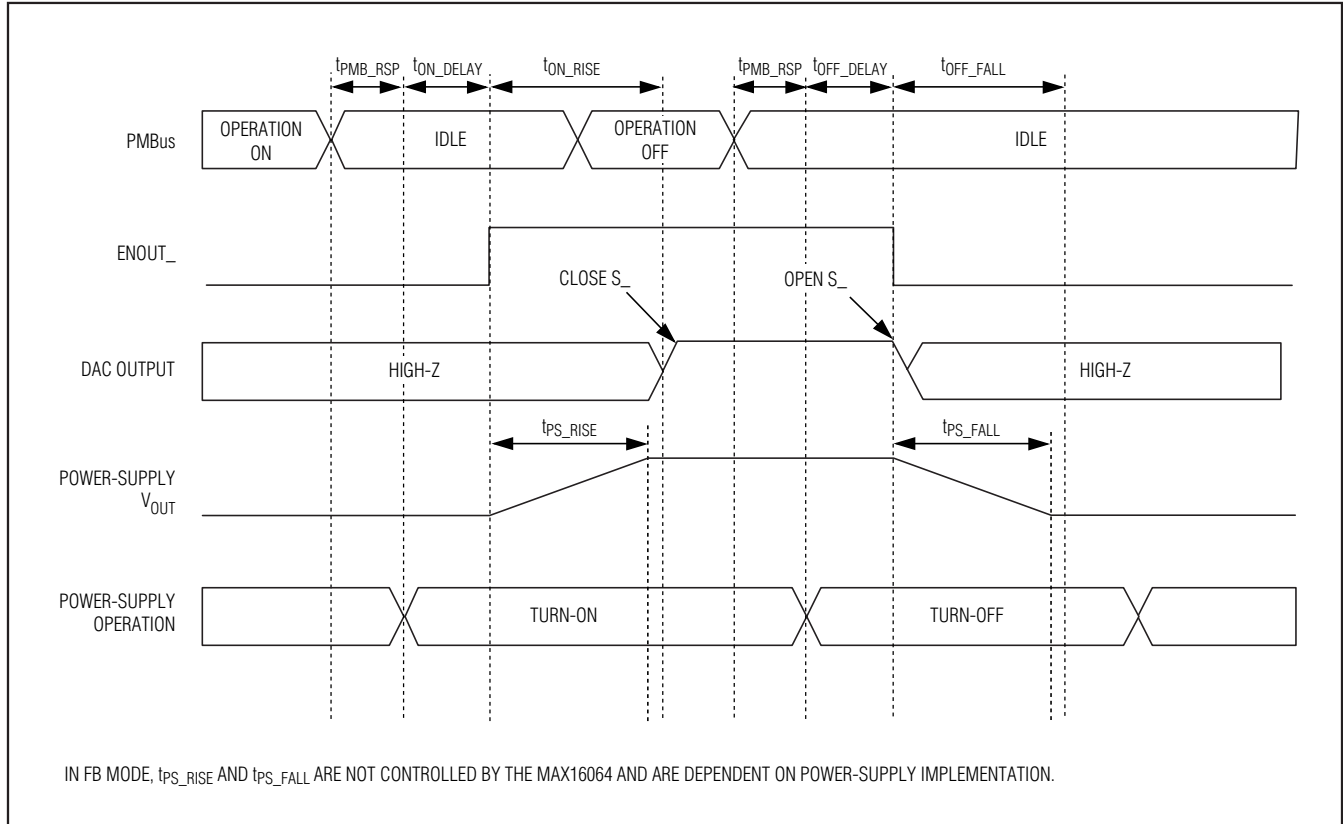 tPMB_RSP tON_DELAY tON_RISE tPMB_RSP tOFF_DELAY tOFF_FALL
PMBus
OPERATION
ON
IDLE
OPERATION
OFF
IDLE
ENOUT_
CLOSE S_
OPEN S_
DAC OUTPUT
HIGH-Z
HIGH-Z
tPS_RISE
tPS_FALL
POWER-SUPPLY
VOUT
POWER-SUPPLY
OPERATION
TURN-ON
TURN-OFF
IN FB MODE, tPS_RISE AND tPS_FALL ARE NOT CONTROLLED BY THE MAX16064 AND ARE DEPENDENT ON POWER-SUPPLY IMPLEMENTATION.